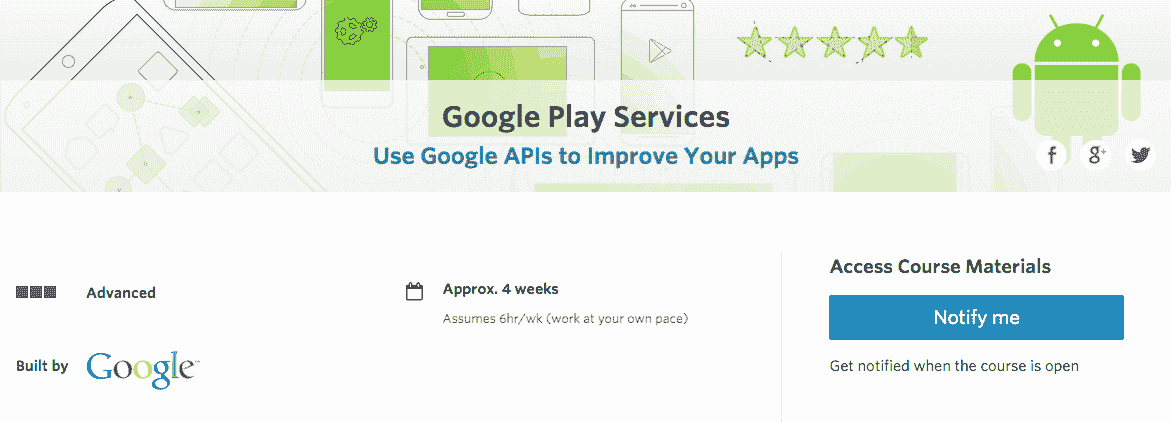 Google Play Services
Use Google APIs to Improve Your Apps
f g+
Advanced
Approx. 4 weeks
Assumes 6hr/wk (work at your own pace)
Built by Google™
Access Course Materials
Notify me
Get notified when the course is open